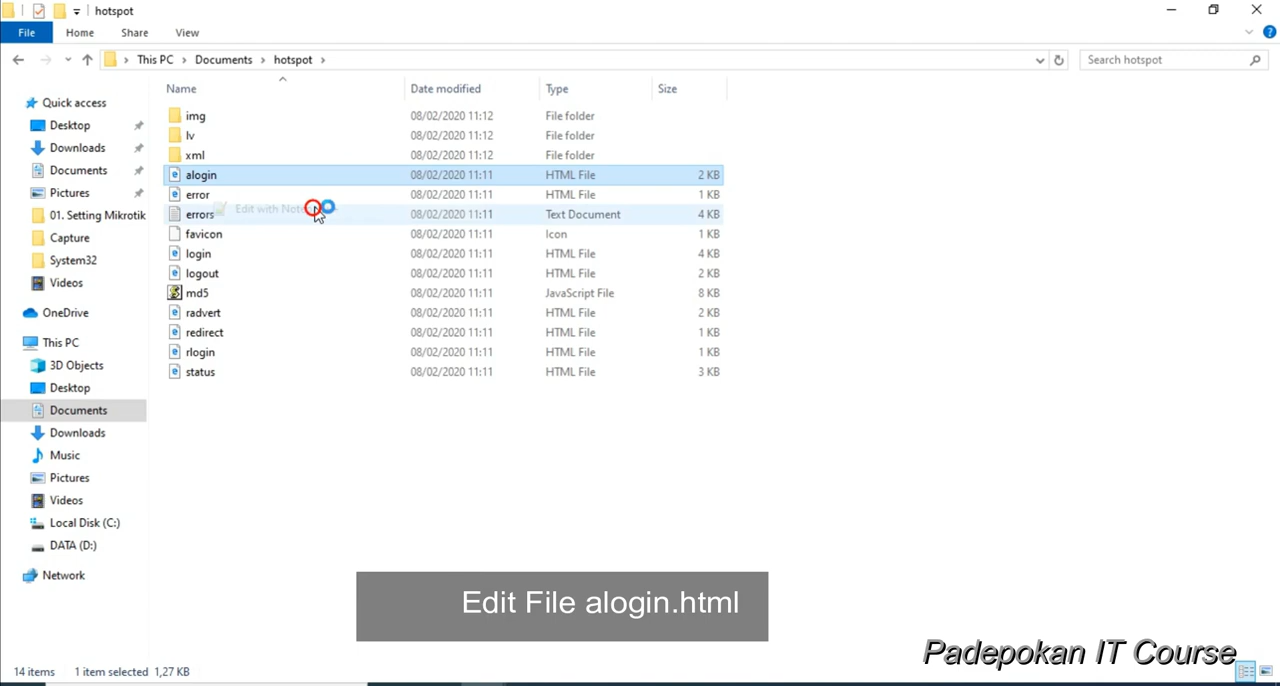 hotspot
File Home Share View
This PC Documents hotspot Search hotspot
Name Date modified Type Size
Quick access
Desktop
Downloads
Documents
Pictures
01. Setting Mikrotik
Capture
System32
Videos
OneDrive
This PC
3D Objects
Desktop
Documents
Downloads
Music
Pictures
Videos
Local Disk (C:)
DATA (D:)
Network
img 08/02/2020 11:12 File folder
lv 08/02/2020 11:12 File folder
xml 08/02/2020 11:12 File folder
alogin 08/02/2020 11:11 HTML File 2 KB
error 08/02/2020 11:11 HTML File 1 KB
Edit with
errors 08/02/2020 11:11 Text Document 4 KB
favicon 08/02/2020 11:11 Icon 1 KB
login 08/02/2020 11:11 HTML File 4 KB
logout 08/02/2020 11:11 HTML File 2 KB
md5 08/02/2020 11:11 JavaScript File 8 KB
radvert 08/02/2020 11:11 HTML File 2 KB
redirect 08/02/2020 11:11 HTML File 1 KB
rlogin 08/02/2020 11:11 HTML File 1 KB
status 08/02/2020 11:11 HTML File 3 KB
Edit File alogin.html
Padepokan IT Course
14 items 1 item selected 1,27 KB